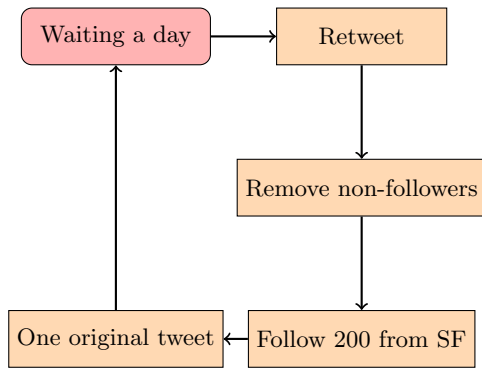 Waiting a day
Retweet
Remove non-followers
One original tweet
Follow 200 from SF